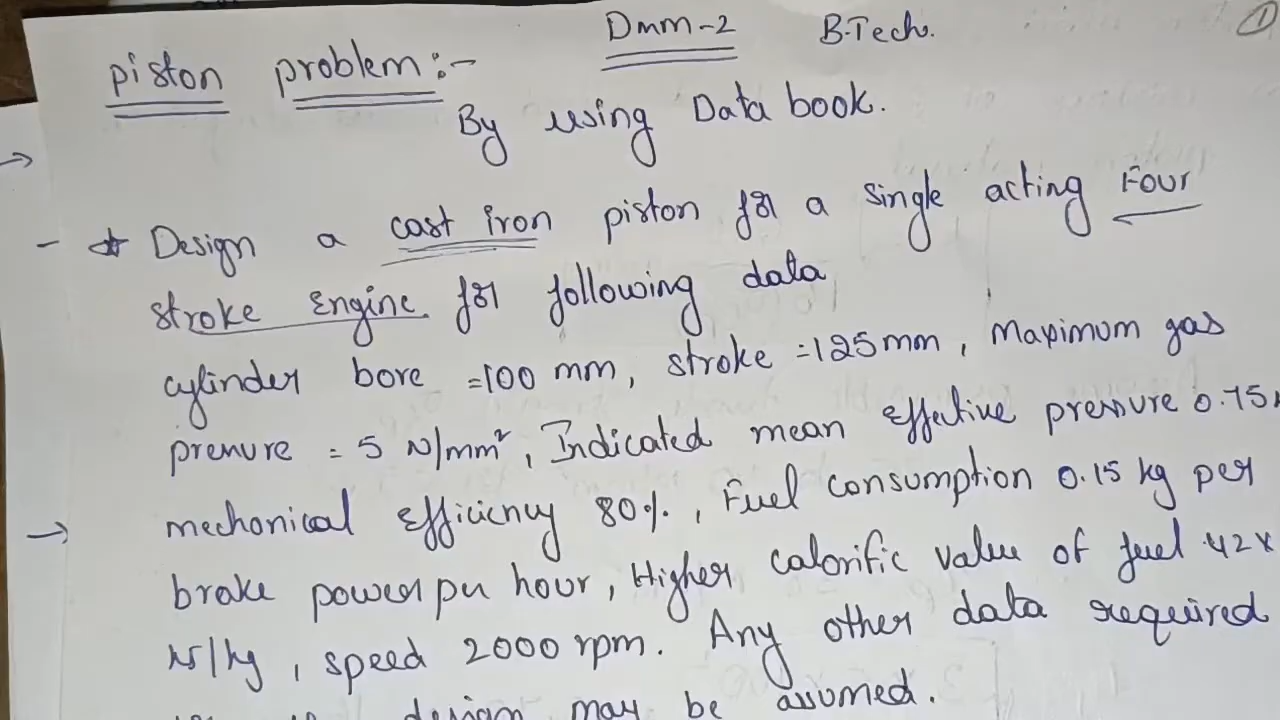 Dmm-2 B.Tech. 1
piston problem:-
By using Data book.
Design a cast iron piston for a single acting Four
stroke Engine for following data
cylinder bore =100 mm, stroke =125mm, Maximum gas
pressure = 5 N/mm², Indicated mean effective pressure 0.75
mechanical efficiency 80%, Fuel consumption 0.15 kg per
brake power per hour, Higher calorific value of fuel 42x
kJ/kg, speed 2000 rpm. Any other data required
design may be assumed.